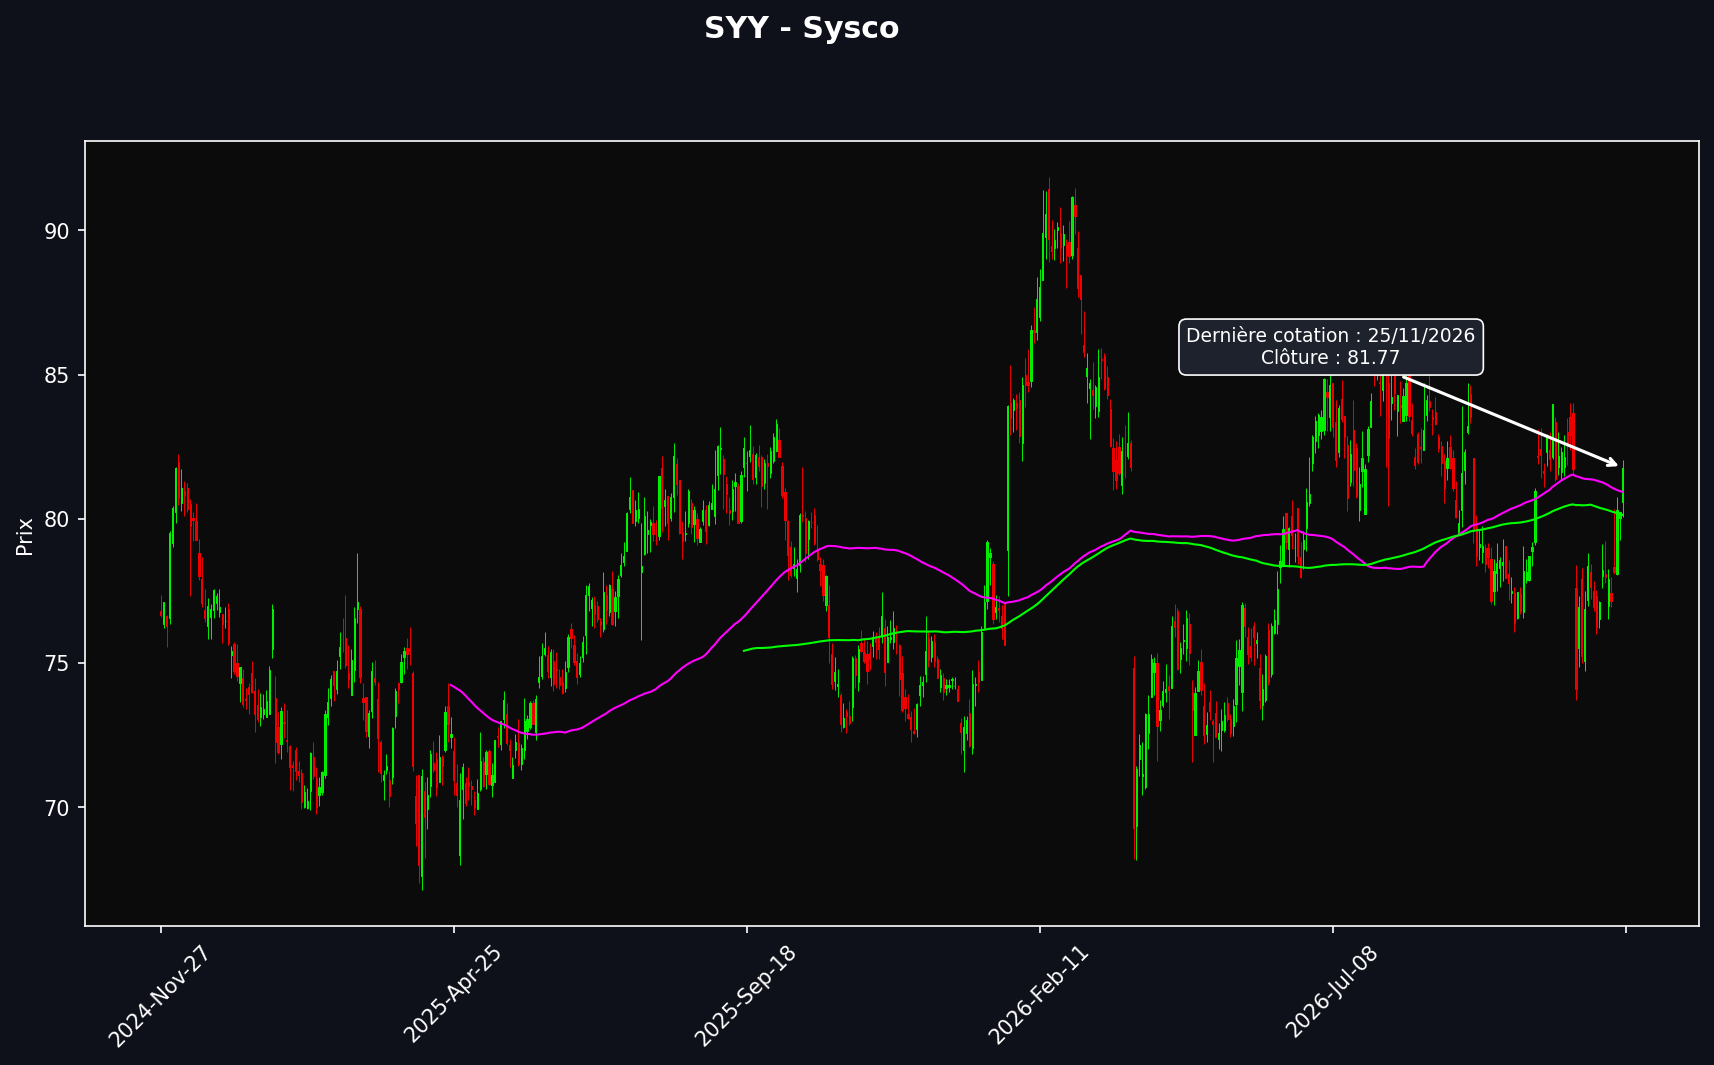 SYY - Sysco
Prix
90
85
80
75
70
Dernière cotation : 25/11/2026
Clôture : 81.77
2024-Nov-27
2025-Apr-25
2025-Sep-18
2026-Feb-11
2026-Jul-08